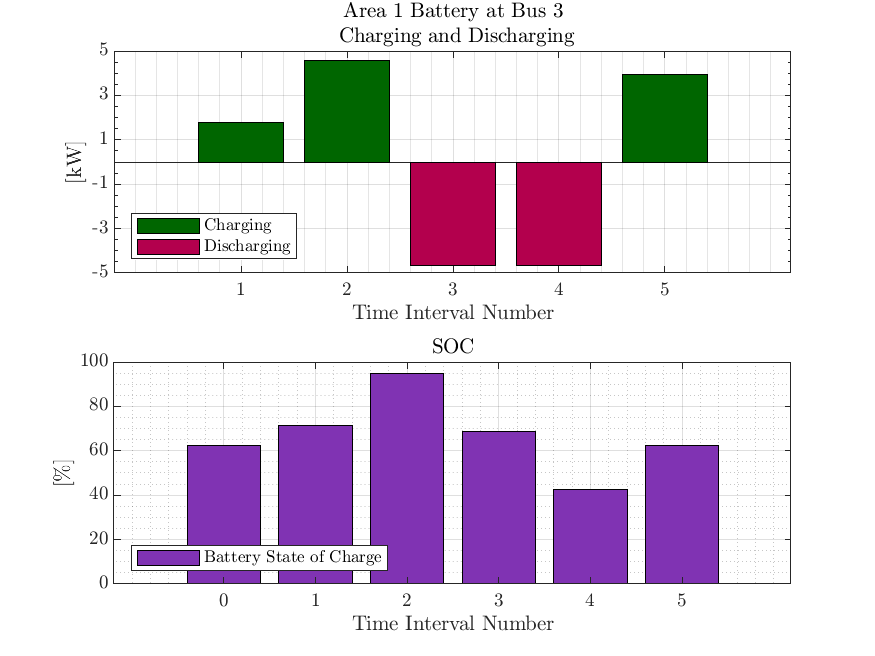 Area 1 Battery at Bus 3
Charging and Discharging
5
3
1
-1
-3
-5
[kW]
Charging
Discharging
1 2 3 4 5
Time Interval Number
SOC
100
80
60
40
20
0
[%]
Battery State of Charge
0 1 2 3 4 5
Time Interval Number